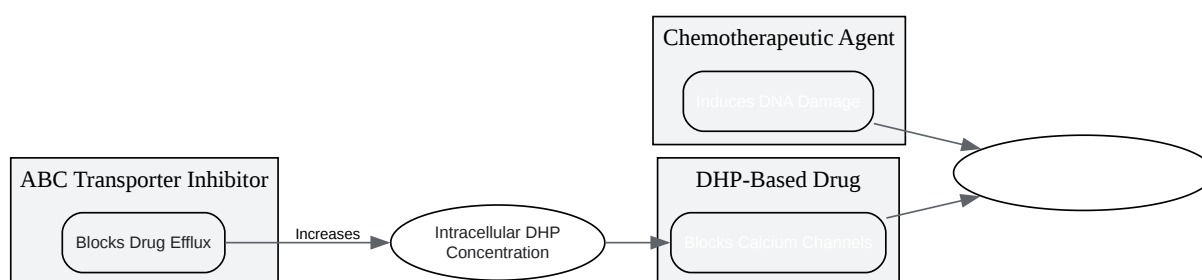 Chemotherapeutic Agent
Induces DNA Damage
ABC Transporter Inhibitor
Blocks Drug Efflux
Increases
Intracellular DHP
Concentration
DHP-Based Drug
Blocks Calcium Channels